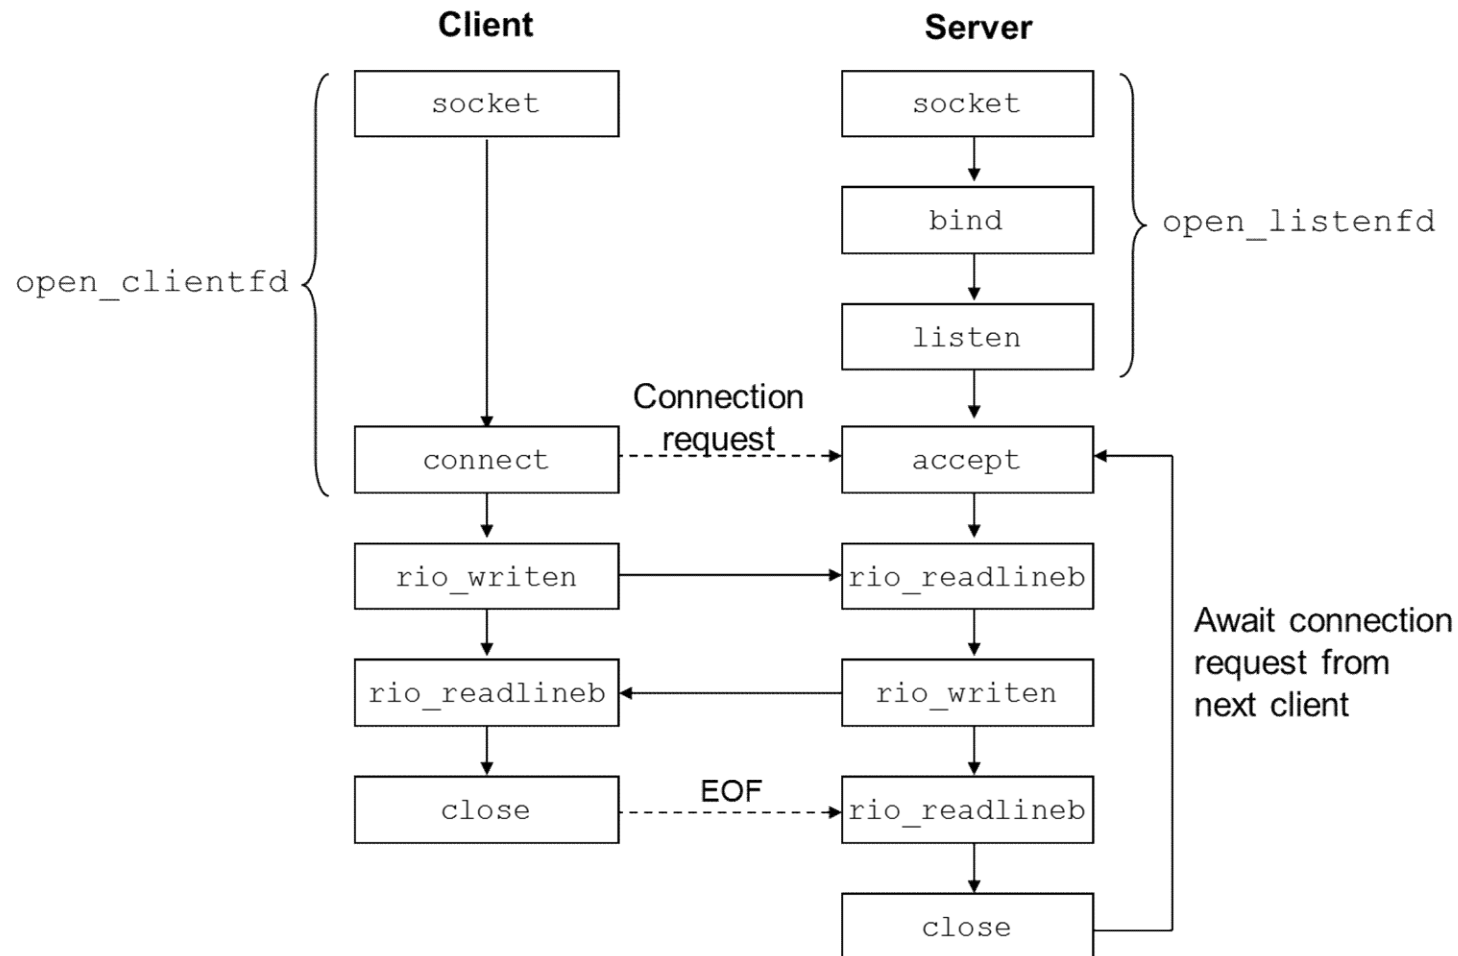 Client
Server
socket
socket
bind
open_listenfd
open_clientfd
listen
Connection
request
connect
accept
rio_writen
rio_readlineb
Await connection
request from
next client
rio_readlineb
rio_writen
EOF
close
rio_readlineb
close